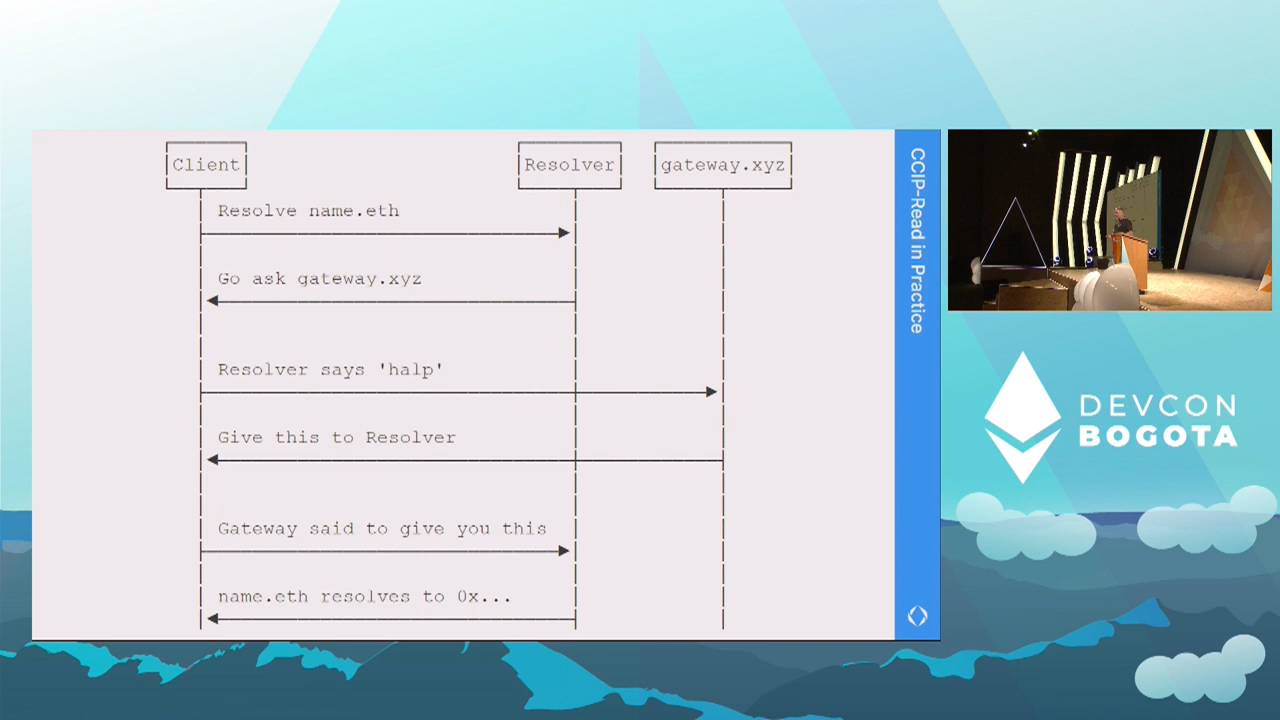 Client
Resolver
gateway.xyz
Resolve name.eth
Go ask gateway.xyz
Resolver says 'halp'
Give this to Resolver
Gateway said to give you this
name.eth resolves to 0x...
CCIP-Read in Practice
DEVCON
BOGOTA